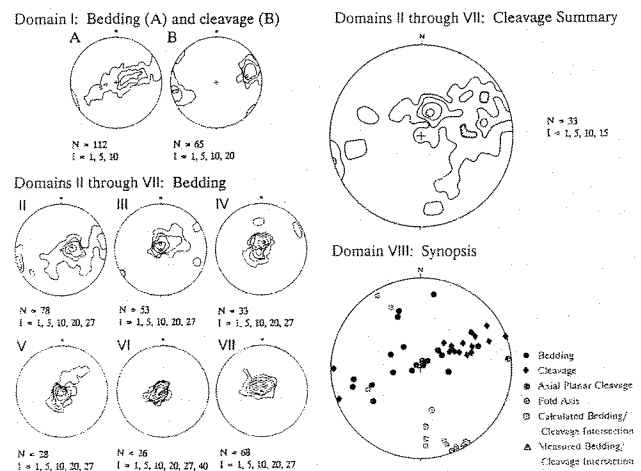 Domain I: Bedding (A) and cleavage (B)
A
B
N = 112
I = 1, 5, 10
N = 65
I = 1, 5, 10, 20
Domains II through VII: Cleavage Summary
N
N = 33
I = 1, 5, 10, 15
Domains II through VII: Bedding
II
III
IV
N = 78
I = 1, 5, 10, 20, 27
N = 53
I = 1, 5, 10, 20, 27
N = 33
I = 1, 5, 10, 20, 27
V
VI
VII
N = 28
I = 1, 5, 10, 20, 27
N = 26
I = 1, 5, 10, 20, 27, 40
N = 68
I = 1, 5, 10, 20, 27
Domain VIII: Synopsis
N
Bedding
Cleavage
Axial Planar Cleavage
Fold Axis
Calculated Bedding/
Cleavage Intersection
Measured Bedding/
Cleavage Intersection